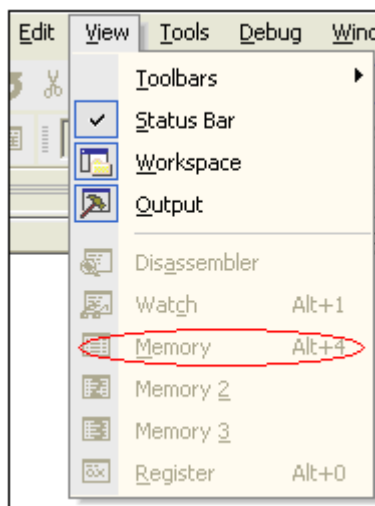 Edit View Tools Debug Wind
Toolbars
Status Bar
Workspace
Output
Disassembler
Watch Alt+1
Memory Alt+4
Memory 2
Memory 3
Register Alt+0